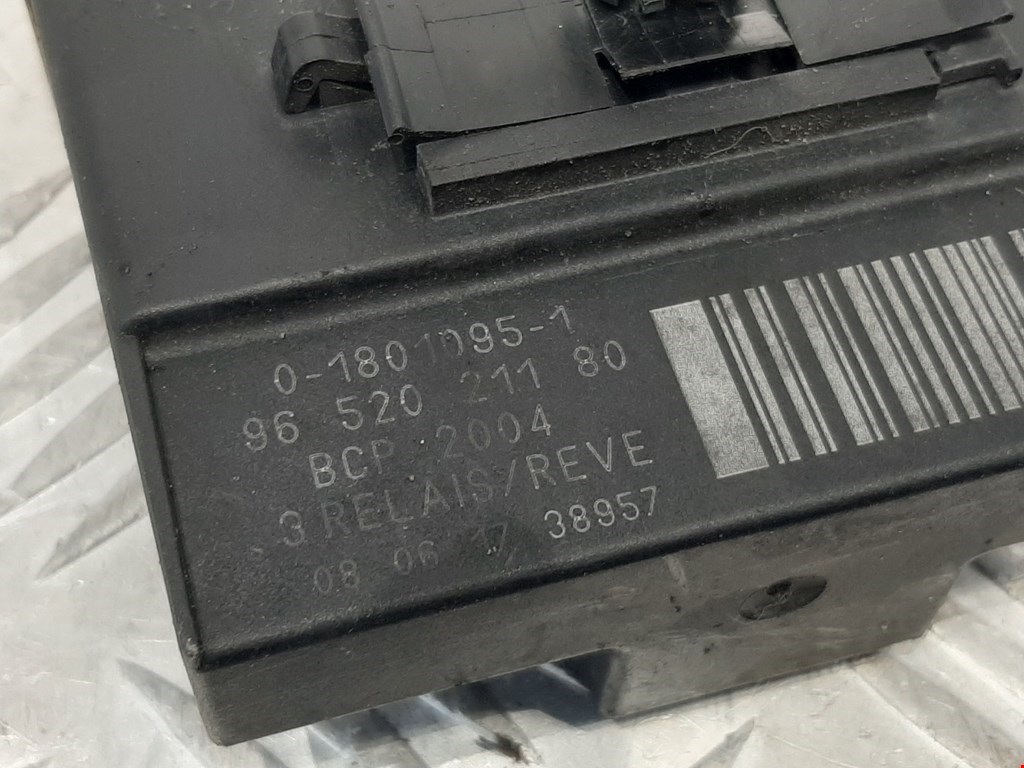 0-1801095-1
96 520 211 80
BCP 2004
3 RELAIS/REVE
08 06 17 38957